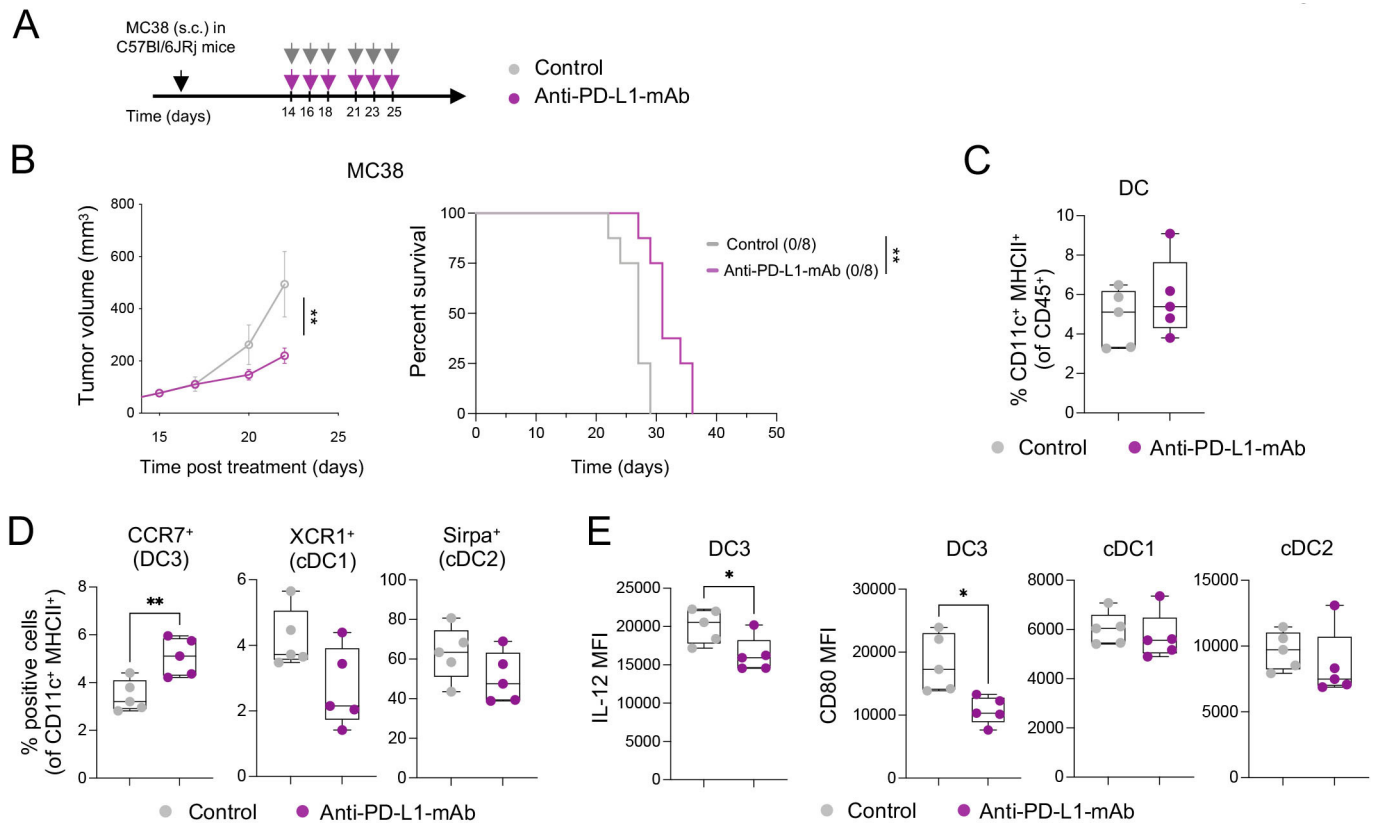 A
MC38 (s.c.) in
C57Bl/6JRj mice
Time (days)
14 16 18 21 23 25
Control
Anti-PD-L1-mAb
B
MC38
Tumor volume (mm³)
800
600
400
200
0
15 20 25
Time post treatment (days)
**
Percent survival
100
75
50
25
0
0 10 20 30 40 50
Time (days)
Control (0/8)
Anti-PD-L1-mAb (0/8)
**
C
DC
% CD11c⁺ MHCII⁺
(of CD45⁺)
10
8
6
4
2
0
Control Anti-PD-L1-mAb
D
% positive cells
(of CD11c⁺ MHCII⁺)
CCR7⁺
(DC3)
8
6
4
2
0
**
XCR1⁺
(cDC1)
6
4
2
0
Sirpa⁺
(cDC2)
100
80
60
40
20
0
Control Anti-PD-L1-mAb
E
DC3
IL-12 MFI
25000
20000
15000
10000
5000
0
*
DC3
CD80 MFI
30000
20000
10000
0
*
cDC1
8000
6000
4000
2000
0
cDC2
15000
10000
5000
0
Control Anti-PD-L1-mAb